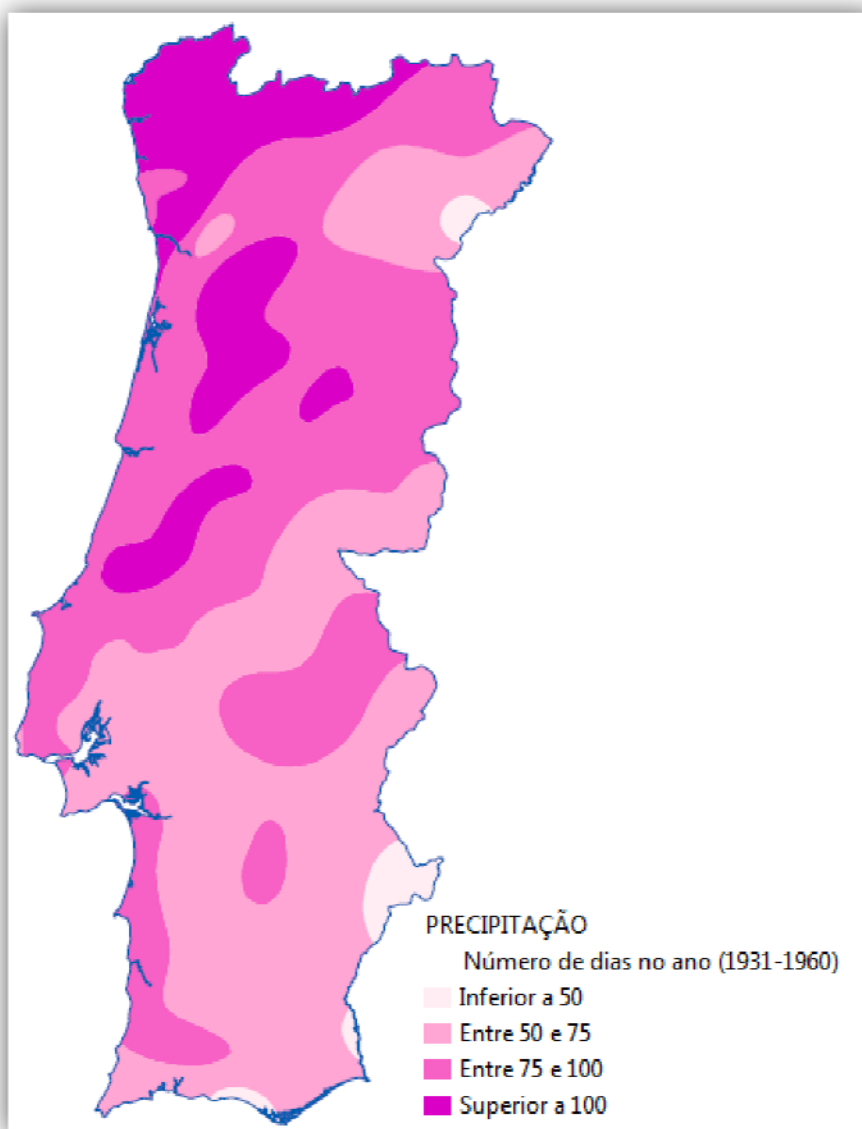 PRECIPITAÇÃO
Número de dias no ano (1931-1960)
Inferior a 50
Entre 50 e 75
Entre 75 e 100
Superior a 100